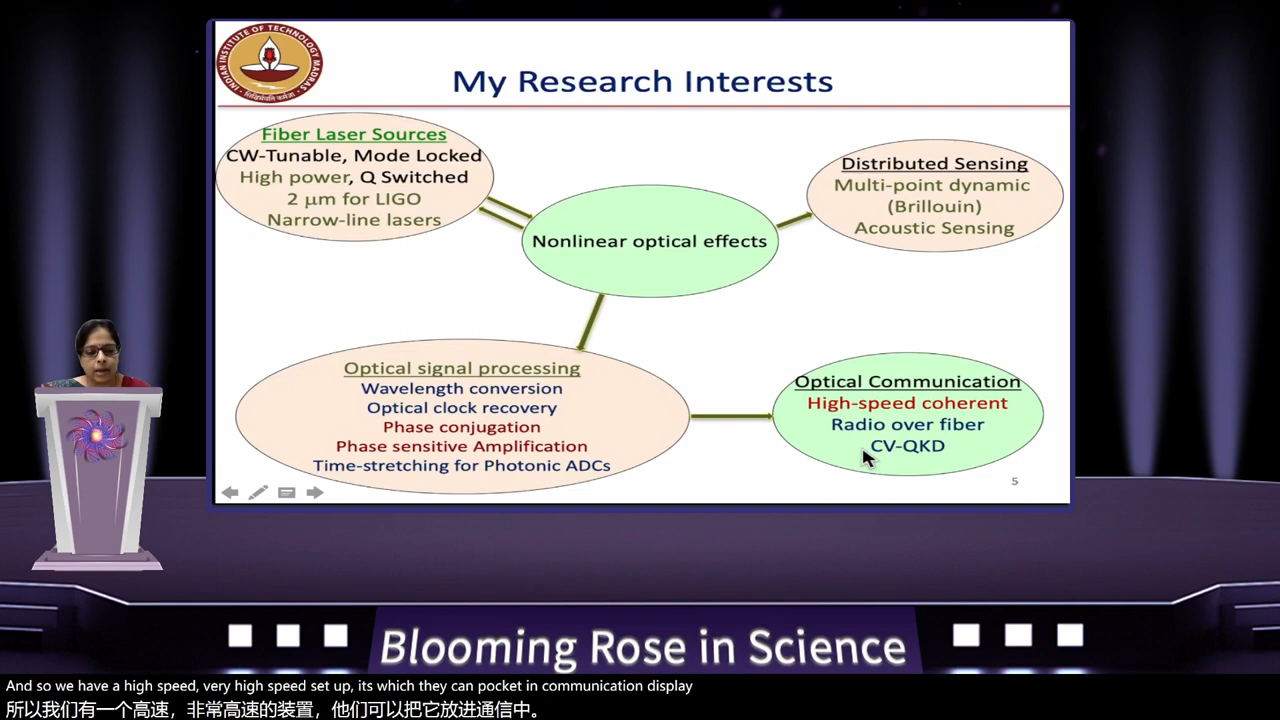 INDIAN INSTITUTE OF TECHNOLOGY MADRAS
My Research Interests
Fiber Laser Sources
CW-Tunable, Mode Locked
High power, Q Switched
2 µm for LIGO
Narrow-line lasers
Nonlinear optical effects
Distributed Sensing
Multi-point dynamic
(Brillouin)
Acoustic Sensing
Optical signal processing
Wavelength conversion
Optical clock recovery
Phase conjugation
Phase sensitive Amplification
Time-stretching for Photonic ADCs
Optical Communication
High-speed coherent
Radio over fiber
CV-QKD
5
Blooming Rose in Science
And so we have a high speed, very high speed set up, its which they can pocket in communication display
所以我们有一个高速，非常高速的装置，他们可以把它放进通信中。